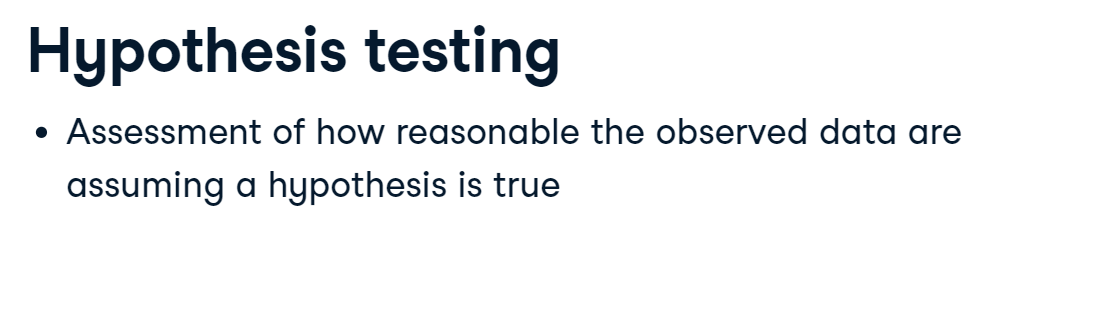 Hypothesis testing
• Assessment of how reasonable the observed data are
assuming a hypothesis is true